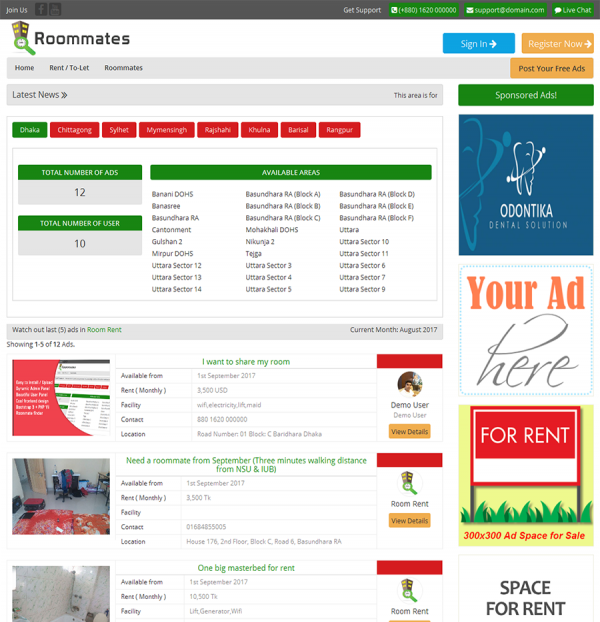 Join Us
Get Support
(+880) 1620 000000
support@domain.com
Live Chat
Roommates
Sign In
Register Now
Home
Rent / To-Let
Roommates
Post Your Free Ads
Latest News
This area is for
Sponsored Ads!
Dhaka
Chittagong
Sylhet
Mymensingh
Rajshahi
Khulna
Barisal
Rangpur
TOTAL NUMBER OF ADS
12
TOTAL NUMBER OF USER
10
AVAILABLE AREAS
Banani DOHS
Basundhara RA (Block A)
Basundhara RA (Block D)
Banasree
Basundhara RA (Block B)
Basundhara RA (Block E)
Basundhara RA
Basundhara RA (Block C)
Basundhara RA (Block F)
Cantonment
Mohakhali DOHS
Uttara
Gulshan 2
Nikunja 2
Uttara Sector 10
Mirpur DOHS
Tejga
Uttara Sector 11
Uttara Sector 12
Uttara Sector 3
Uttara Sector 6
Uttara Sector 13
Uttara Sector 4
Uttara Sector 7
Uttara Sector 14
Uttara Sector 5
Uttara Sector 9
ODONTIKA
DENTAL SOLUTION
Your Ad
here
Watch out last (5) ads in Room Rent
Current Month: August 2017
Showing 1-5 of 12 Ads.
I want to share my room
Available from
1st September 2017
Rent ( Monthly )
3,500 USD
Facility
wifi,electricity,lift,maid
Contact
880 1620 000000
Location
Road Number: 01 Block: C Baridhara Dhaka
Demo User
Demo User
View Details
FOR RENT
300x300 Ad Space for Sale
Need a roommate from September (Three minutes walking distance
from NSU & IUB)
Available from
1st September 2017
Rent ( Monthly )
3,500 Tk
Facility
Contact
01684855005
Location
House 176, 2nd Floor, Block C, Road 6, Basundhara RA
Room Rent
View Details
One big masterbed for rent
Available from
1st September 2017
Rent ( Monthly )
10,500 Tk
Facility
Lift,Generator,Wifi
Room Rent
SPACE
FOR RENT